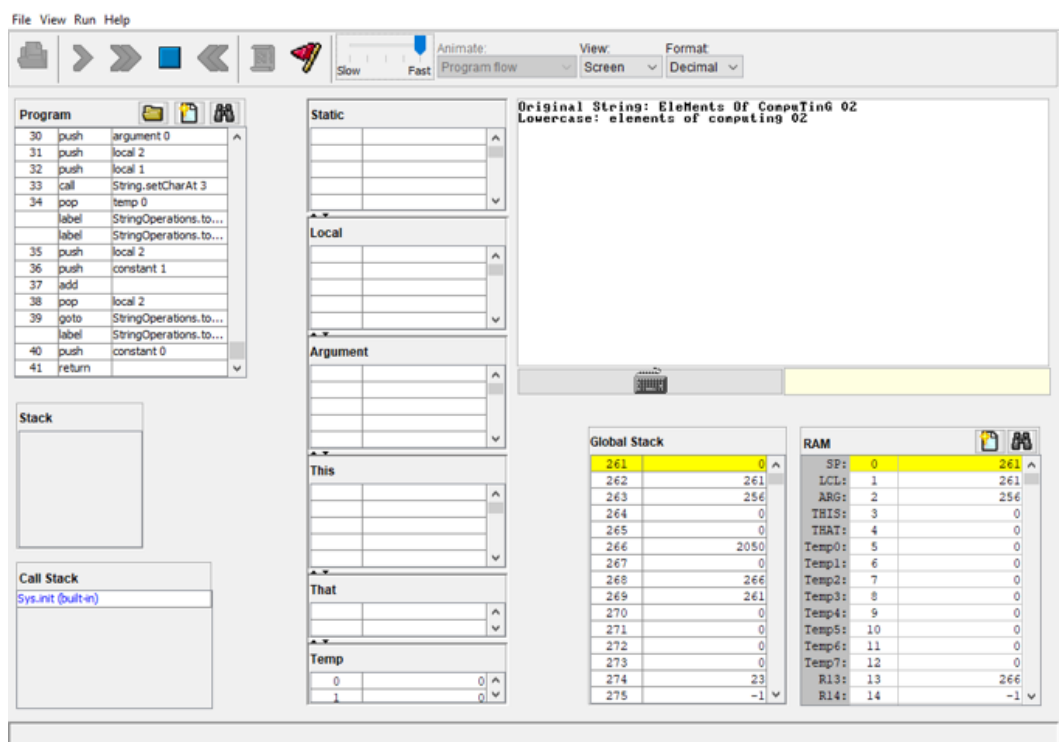 File View Run Help
Slow Fast
Animate:
Program flow
View:
Screen
Format:
Decimal
Program
30 push argument 0
31 push local 2
32 push local 1
33 call String.setCharAt 3
34 pop temp 0
label StringOperations.to...
label StringOperations.to...
35 push local 2
36 push constant 1
37 add
38 pop local 2
39 goto StringOperations.to...
label StringOperations.to...
40 push constant 0
41 return
Stack
Call Stack
Sys.init (built-in)
Static
Local
Argument
This
That
Temp
0 0
1 0
Original String: EleMents Of CompuTinG 02
Lowercase: elements of computing 02
Global Stack
261 0
262 261
263 256
264 0
265 0
266 2050
267 0
268 266
269 261
270 0
271 0
272 0
273 0
274 23
275 -1
RAM
SP: 0 261
LCL: 1 261
ARG: 2 256
THIS: 3 0
THAT: 4 0
Temp0: 5 0
Temp1: 6 0
Temp2: 7 0
Temp3: 8 0
Temp4: 9 0
Temp5: 10 0
Temp6: 11 0
Temp7: 12 0
R13: 13 266
R14: 14 -1